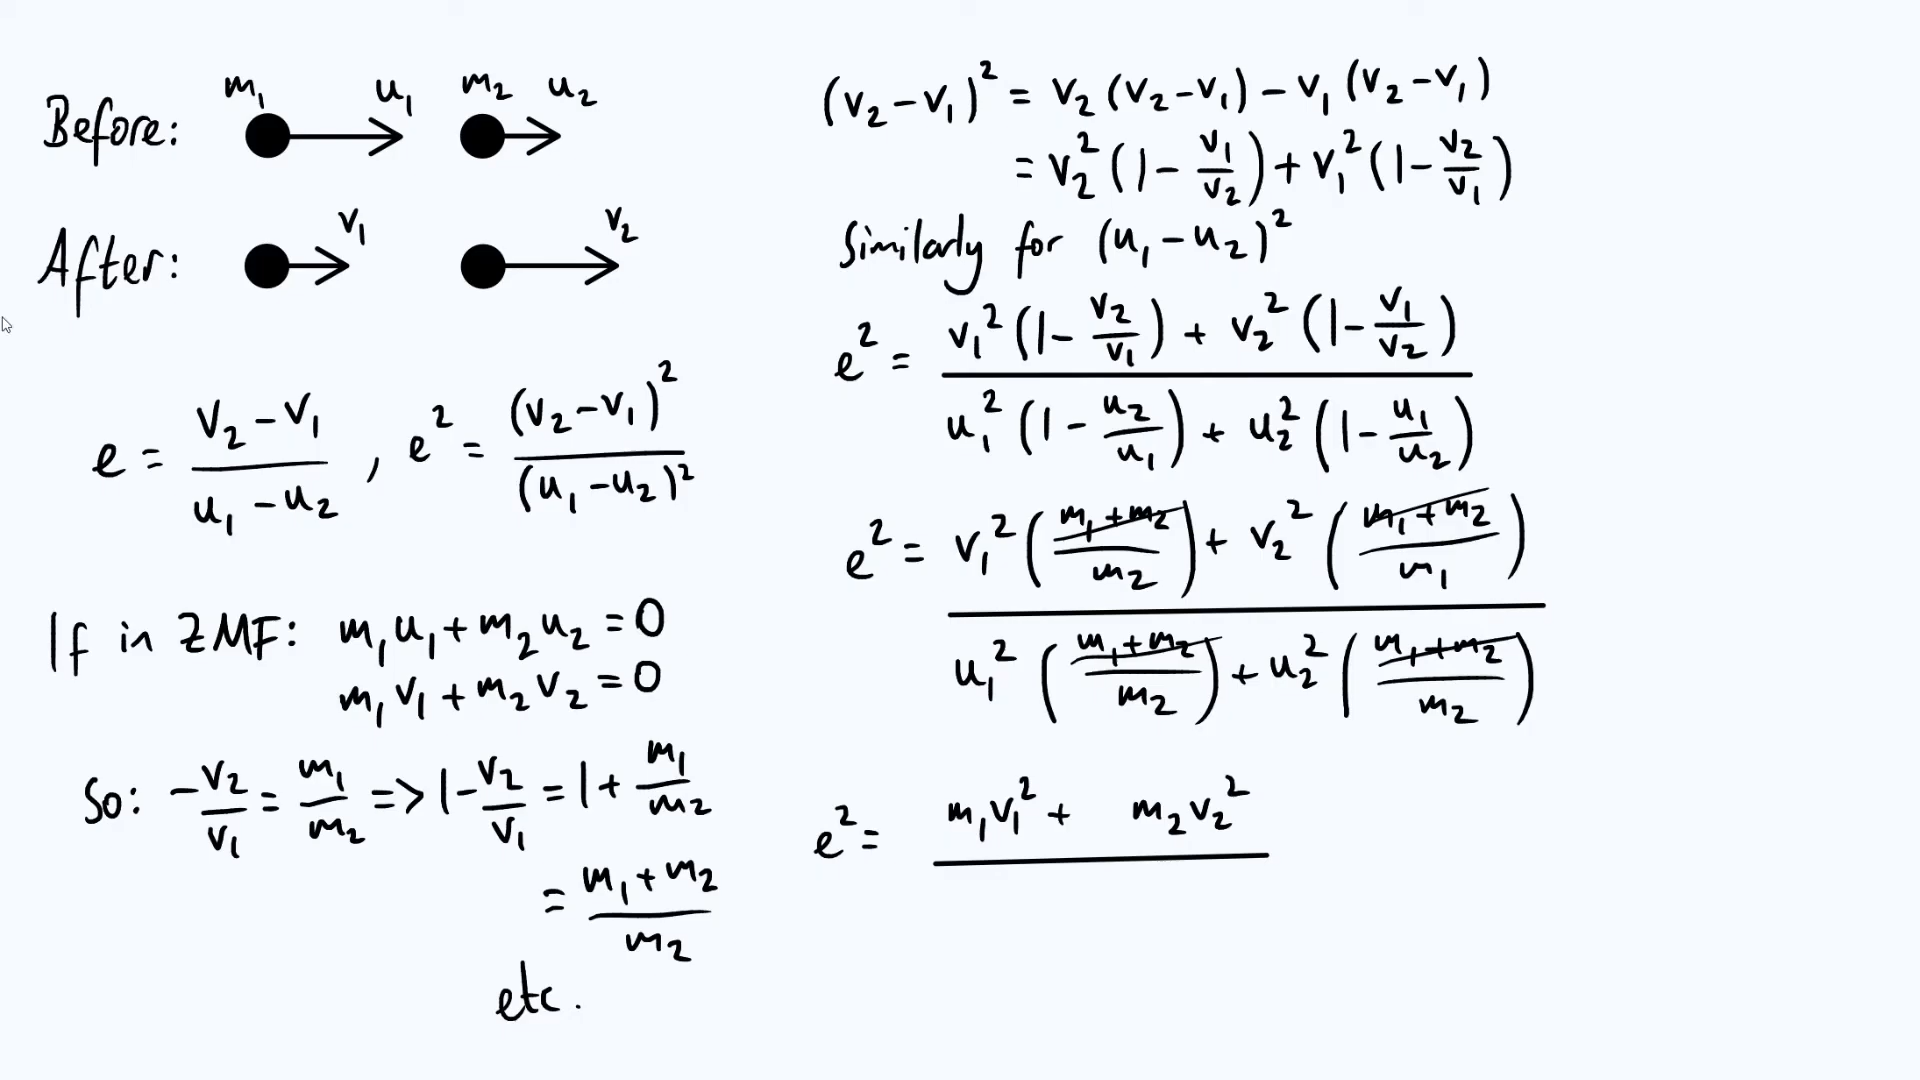 Before: m₁ u₁ m₂ u₂
After: v₁ v₂
e = (v₂ - v₁)/(u₁ - u₂) , e² = (v₂ - v₁)²/(u₁ - u₂)²
If in ZMF: m₁u₁ + m₂u₂ = 0
m₁v₁ + m₂v₂ = 0
So: -v₂/v₁ = m₁/m₂ => 1 - v₂/v₁ = 1 + m₁/m₂
= (m₁ + m₂)/m₂
etc.
(v₂ - v₁)² = v₂(v₂ - v₁) - v₁(v₂ - v₁)
= v₂²(1 - v₁/v₂) + v₁²(1 - v₂/v₁)
Similarly for (u₁ - u₂)²
e² = (v₁²(1 - v₂/v₁) + v₂²(1 - v₁/v₂))/(u₁²(1 - u₂/u₁) + u₂²(1 - u₁/u₂))
e² = (v₁²((m₁ + m₂)/m₂) + v₂²((m₁ + m₂)/m₁))/(u₁²((m₁ + m₂)/m₂) + u₂²((m₁ + m₂)/m₂))
e² = m₁v₁² + m₂v₂²